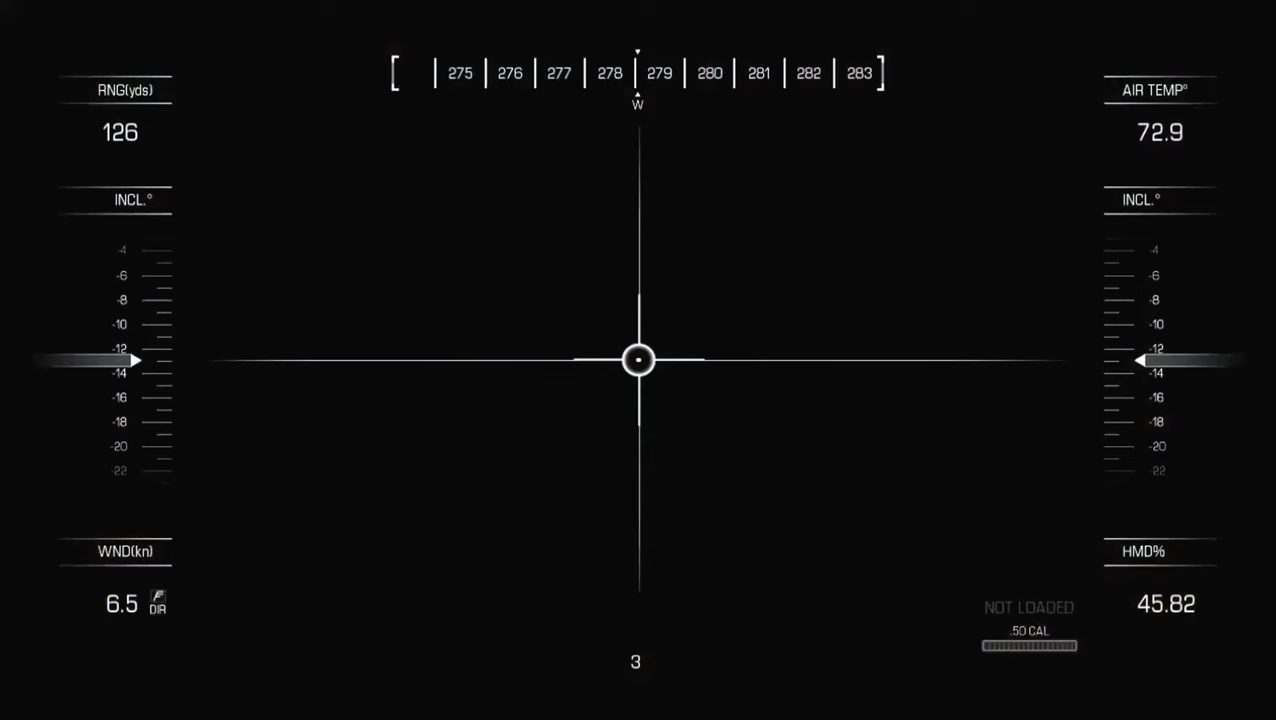 275 276 277 278 279 280 281 282 283
W
RNG(yds)
126
INCL.°
-4
-6
-8
-10
-12
-14
-16
-18
-20
-22
WND(kn)
6.5 DIR
AIR TEMP°
72.9
INCL.°
-4
-6
-8
-10
-12
-14
-16
-18
-20
-22
HMD%
45.82
NOT LOADED
.50 CAL
3